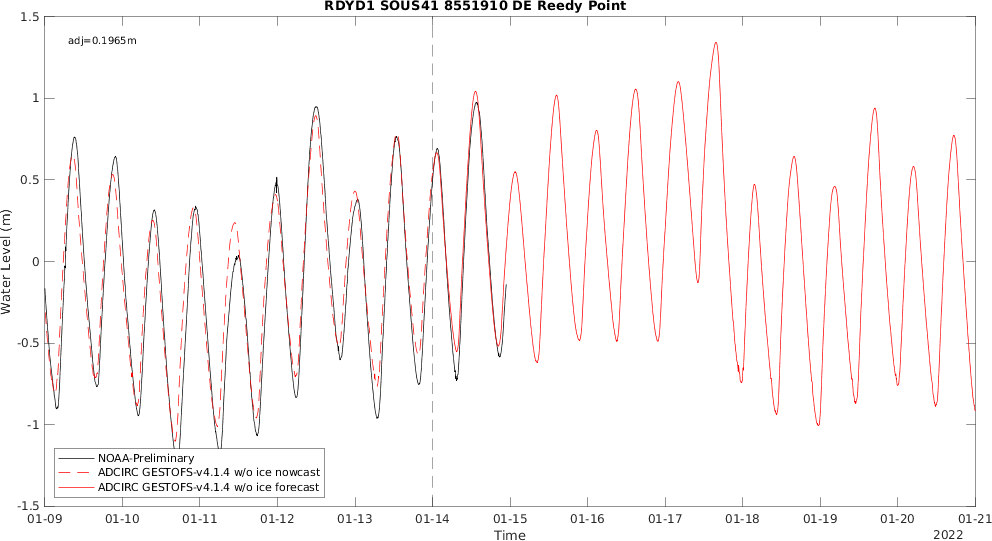 RDYD1 SOUS41 8551910 DE Reedy Point
adj=0.1965m
1.5
1
0.5
0
-0.5
-1
-1.5
Water Level (m)
NOAA-Preliminary
ADCIRC GESTOFS-v4.1.4 w/o ice nowcast
ADCIRC GESTOFS-v4.1.4 w/o ice forecast
01-09 01-10 01-11 01-12 01-13 01-14 01-15 01-16 01-17 01-18 01-19 01-20 01-21
Time
2022